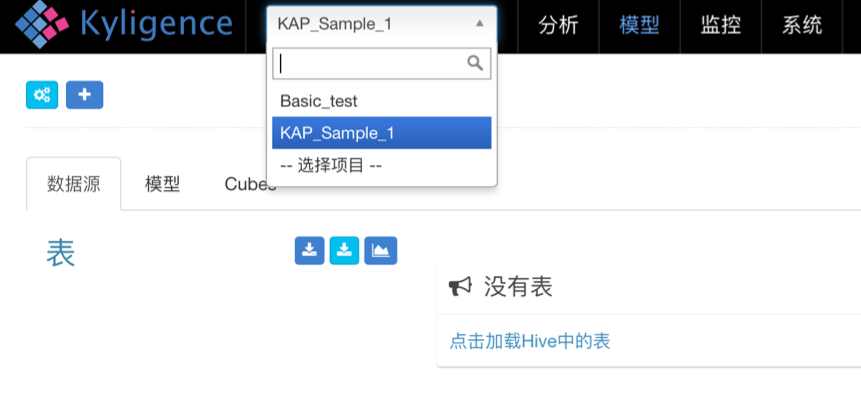 Kyligence
KAP_Sample_1
分析
模型
监控
系统
Basic_test
KAP_Sample_1
-- 选择项目 --
数据源
模型
Cubes
表
没有表
点击加载Hive中的表